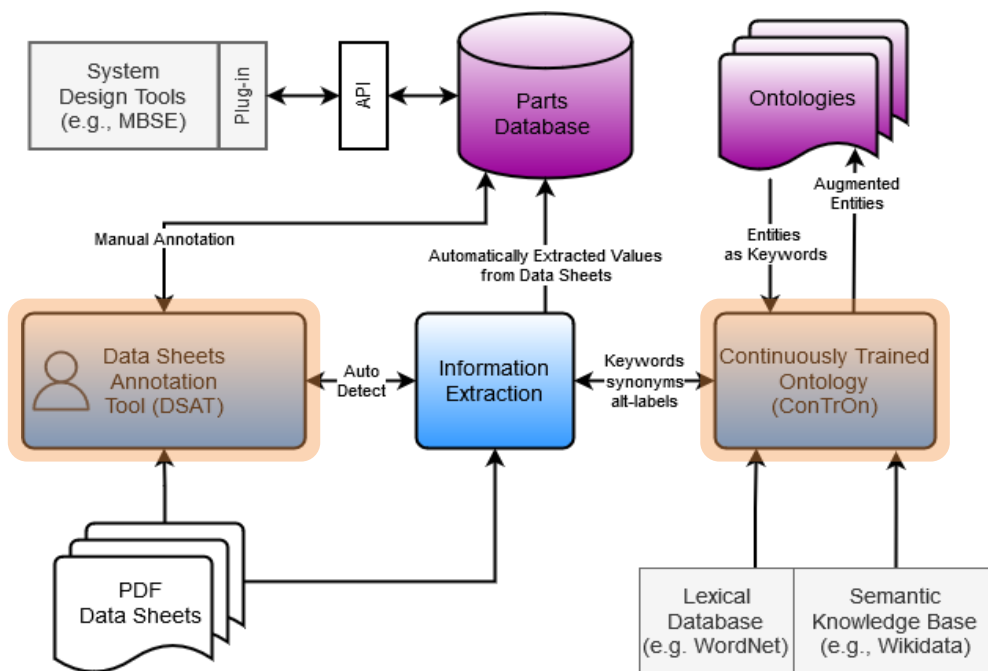 System
Design Tools
(e.g., MBSE)
Plug-in
API
Parts
Database
Ontologies
Manual Annotation
Automatically Extracted Values
from Data Sheets
Entities
as Keywords
Augmented
Entities
Data Sheets
Annotation
Tool (DSAT)
Auto
Detect
Information
Extraction
Keywords
synonyms
alt-labels
Continuously Trained
Ontology
(ConTrOn)
PDF
Data Sheets
Lexical
Database
(e.g. WordNet)
Semantic
Knowledge Base
(e.g., Wikidata)